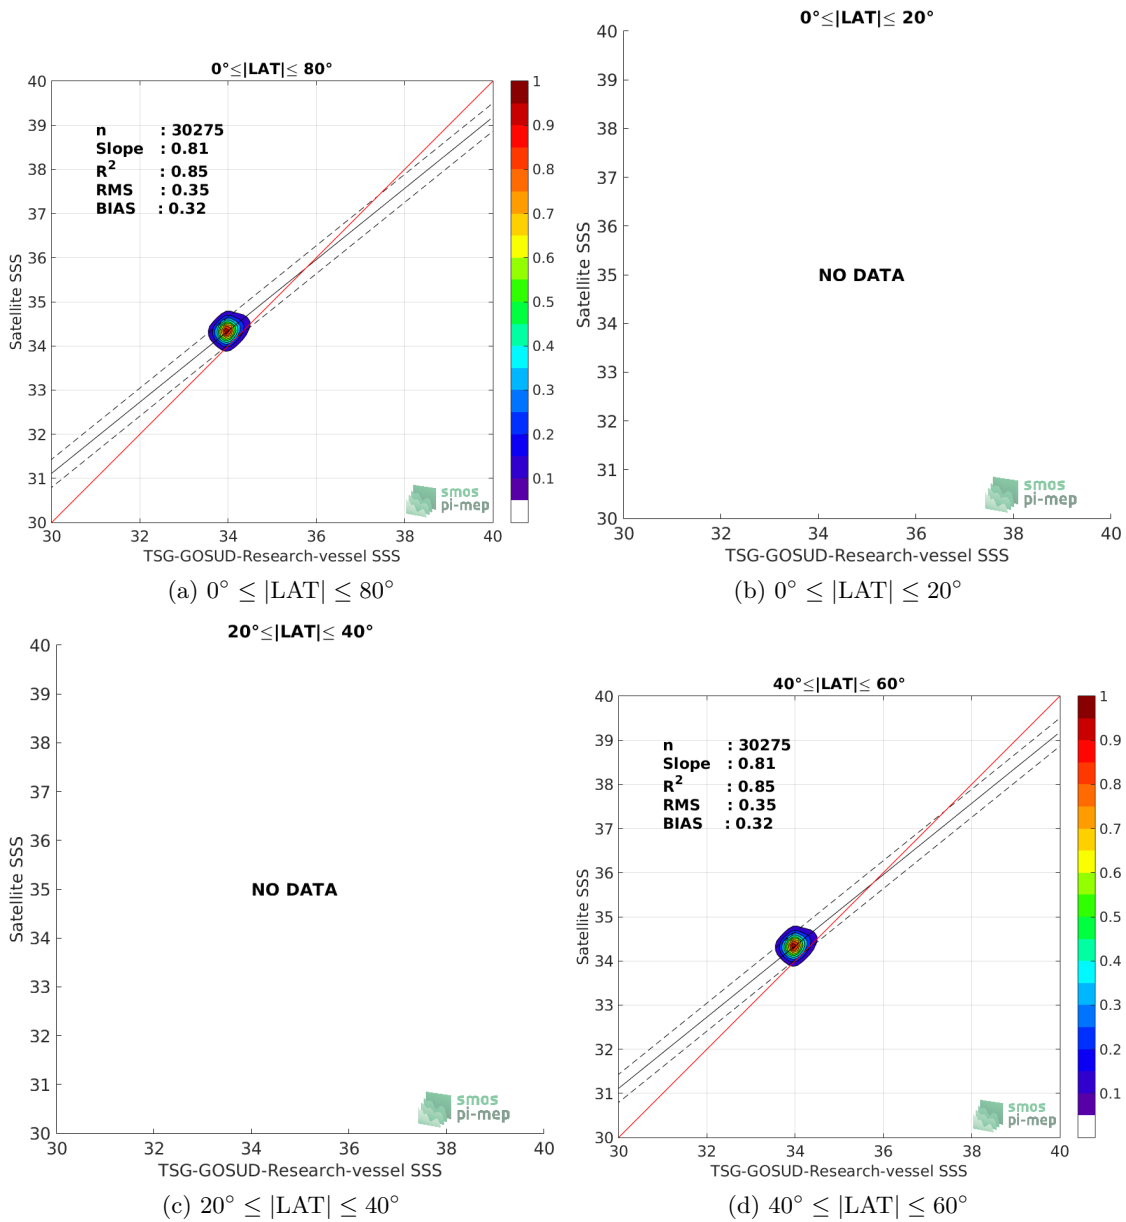 0°≤|LAT|≤ 80°
40
39
38
37
36
35
34
33
32
31
30
Satellite SSS
n : 30275
Slope : 0.81
R² : 0.85
RMS : 0.35
BIAS : 0.32
smos
pi-mep
30 32 34 36 38 40
TSG-GOSUD-Research-vessel SSS
1
0.9
0.8
0.7
0.6
0.5
0.4
0.3
0.2
0.1
(a) 0° ≤ |LAT| ≤ 80°
0°≤|LAT|≤ 20°
40
39
38
37
36
35
34
33
32
31
30
Satellite SSS
NO DATA
smos
pi-mep
30 32 34 36 38 40
TSG-GOSUD-Research-vessel SSS
(b) 0° ≤ |LAT| ≤ 20°
20°≤|LAT|≤ 40°
40
39
38
37
36
35
34
33
32
31
30
Satellite SSS
NO DATA
smos
pi-mep
30 32 34 36 38 40
TSG-GOSUD-Research-vessel SSS
(c) 20° ≤ |LAT| ≤ 40°
40°≤|LAT|≤ 60°
40
39
38
37
36
35
34
33
32
31
30
Satellite SSS
n : 30275
Slope : 0.81
R² : 0.85
RMS : 0.35
BIAS : 0.32
smos
pi-mep
30 32 34 36 38 40
TSG-GOSUD-Research-vessel SSS
1
0.9
0.8
0.7
0.6
0.5
0.4
0.3
0.2
0.1
(d) 40° ≤ |LAT| ≤ 60°